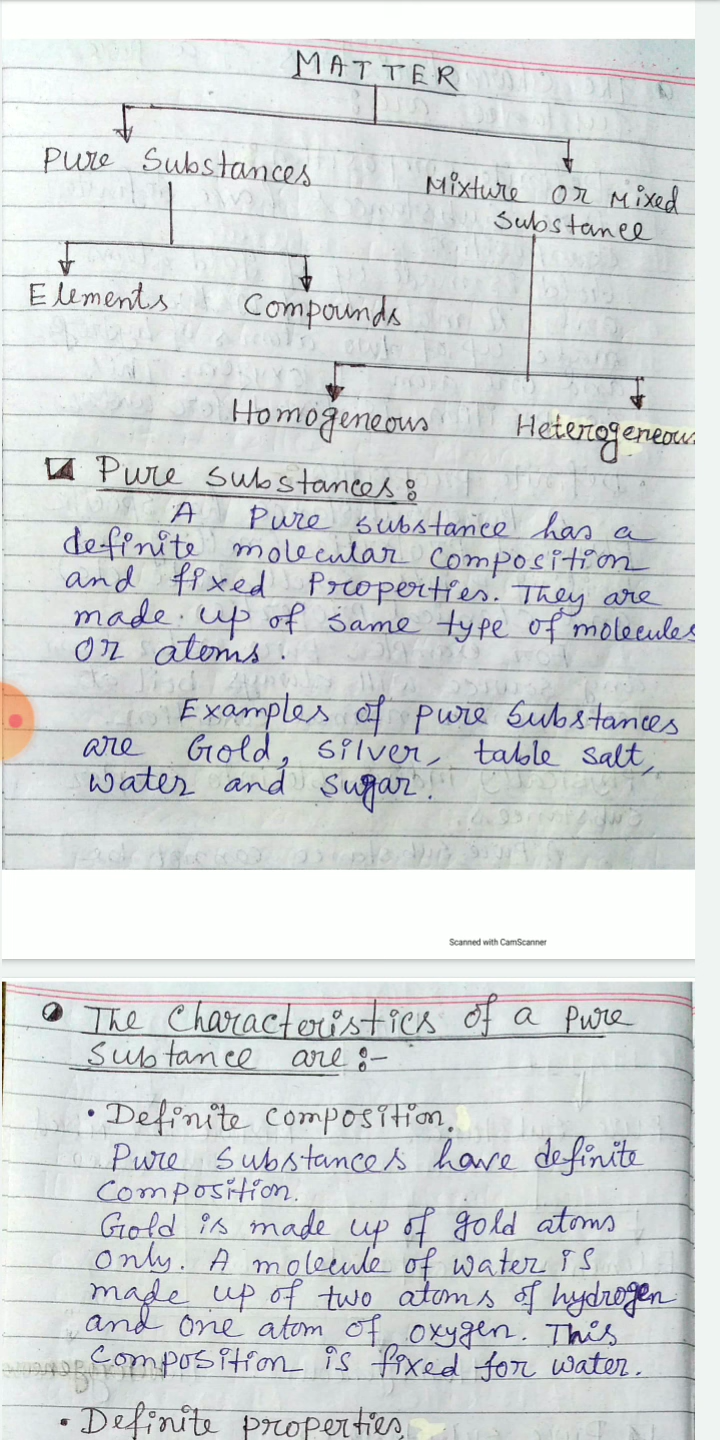 MATTER
Pure Substances
Mixture or Mixed
Substance
Elements
Compounds
Homogeneous
Heterogeneous
Pure substances:
A Pure substance has a
definite molecular composition
and fixed Properties. They are
made up of same type of molecules
or atoms.
Examples of pure substances
are Gold, silver, table salt,
water and sugar.
Scanned with CamScanner
The Characteristics of a Pure
Substance are :-
• Definite composition.
Pure substances have definite
composition.
Gold is made up of gold atoms
only. A molecule of water is
made up of two atoms of hydrogen
and one atom of oxygen. This
composition is fixed for water.
• Definite properties.